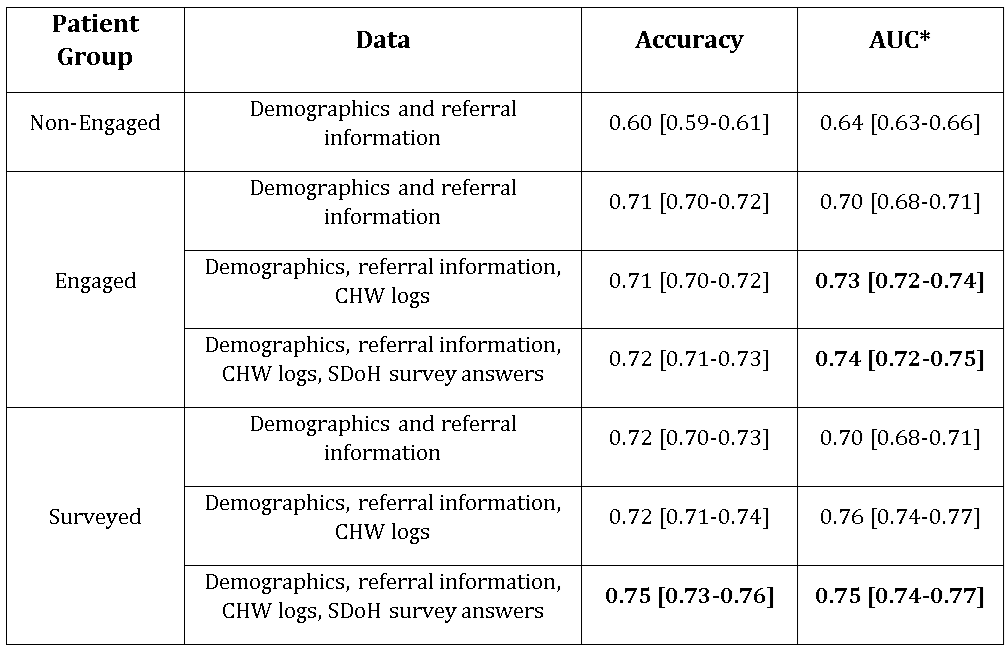 Patient
Group
Data
Accuracy
AUC*
Non-Engaged
Demographics and referral
information
0.60 [0.59-0.61]
0.64 [0.63-0.66]
Engaged
Demographics and referral
information
0.71 [0.70-0.72]
0.70 [0.68-0.71]
Demographics, referral information,
CHW logs
0.71 [0.70-0.72]
0.73 [0.72-0.74]
Demographics, referral information,
CHW logs, SDoH survey answers
0.72 [0.71-0.73]
0.74 [0.72-0.75]
Surveyed
Demographics and referral
information
0.72 [0.70-0.73]
0.70 [0.68-0.71]
Demographics, referral information,
CHW logs
0.72 [0.71-0.74]
0.76 [0.74-0.77]
Demographics, referral information,
CHW logs, SDoH survey answers
0.75 [0.73-0.76]
0.75 [0.74-0.77]